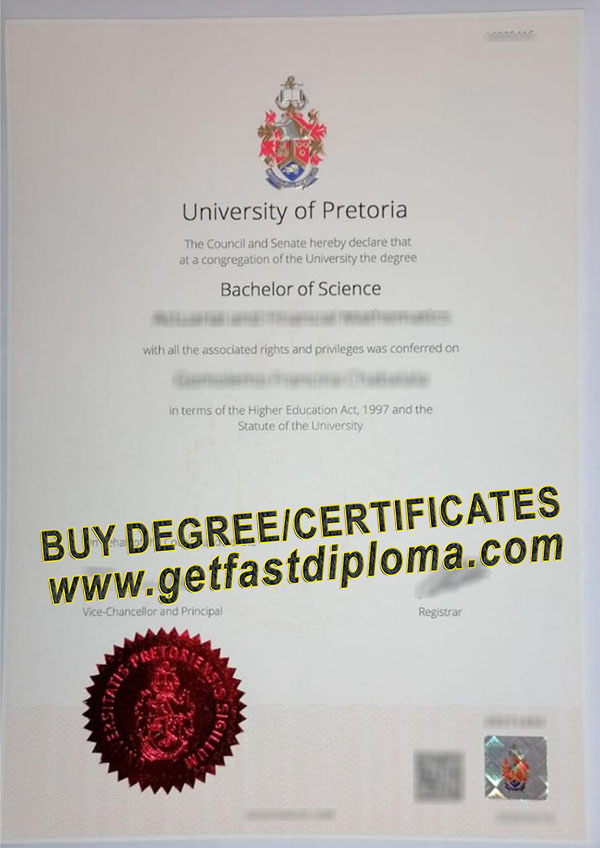 University of Pretoria
The Council and Senate hereby declare that
at a congregation of the University the degree
Bachelor of Science
with all the associated rights and privileges was conferred on
in terms of the Higher Education Act, 1997 and the
Statute of the University
BUY DEGREE/CERTIFICATES
www.getfastdiploma.com
Vice-Chancellor and Principal
Registrar